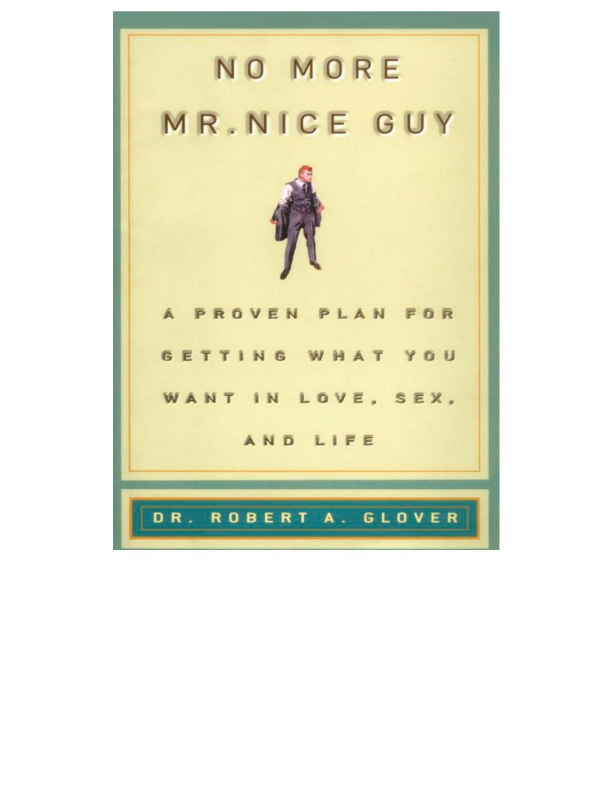 NO MORE
MR. NICE GUY
A PROVEN PLAN FOR
GETTING WHAT YOU
WANT IN LOVE, SEX,
AND LIFE
DR. ROBERT A. GLOVER